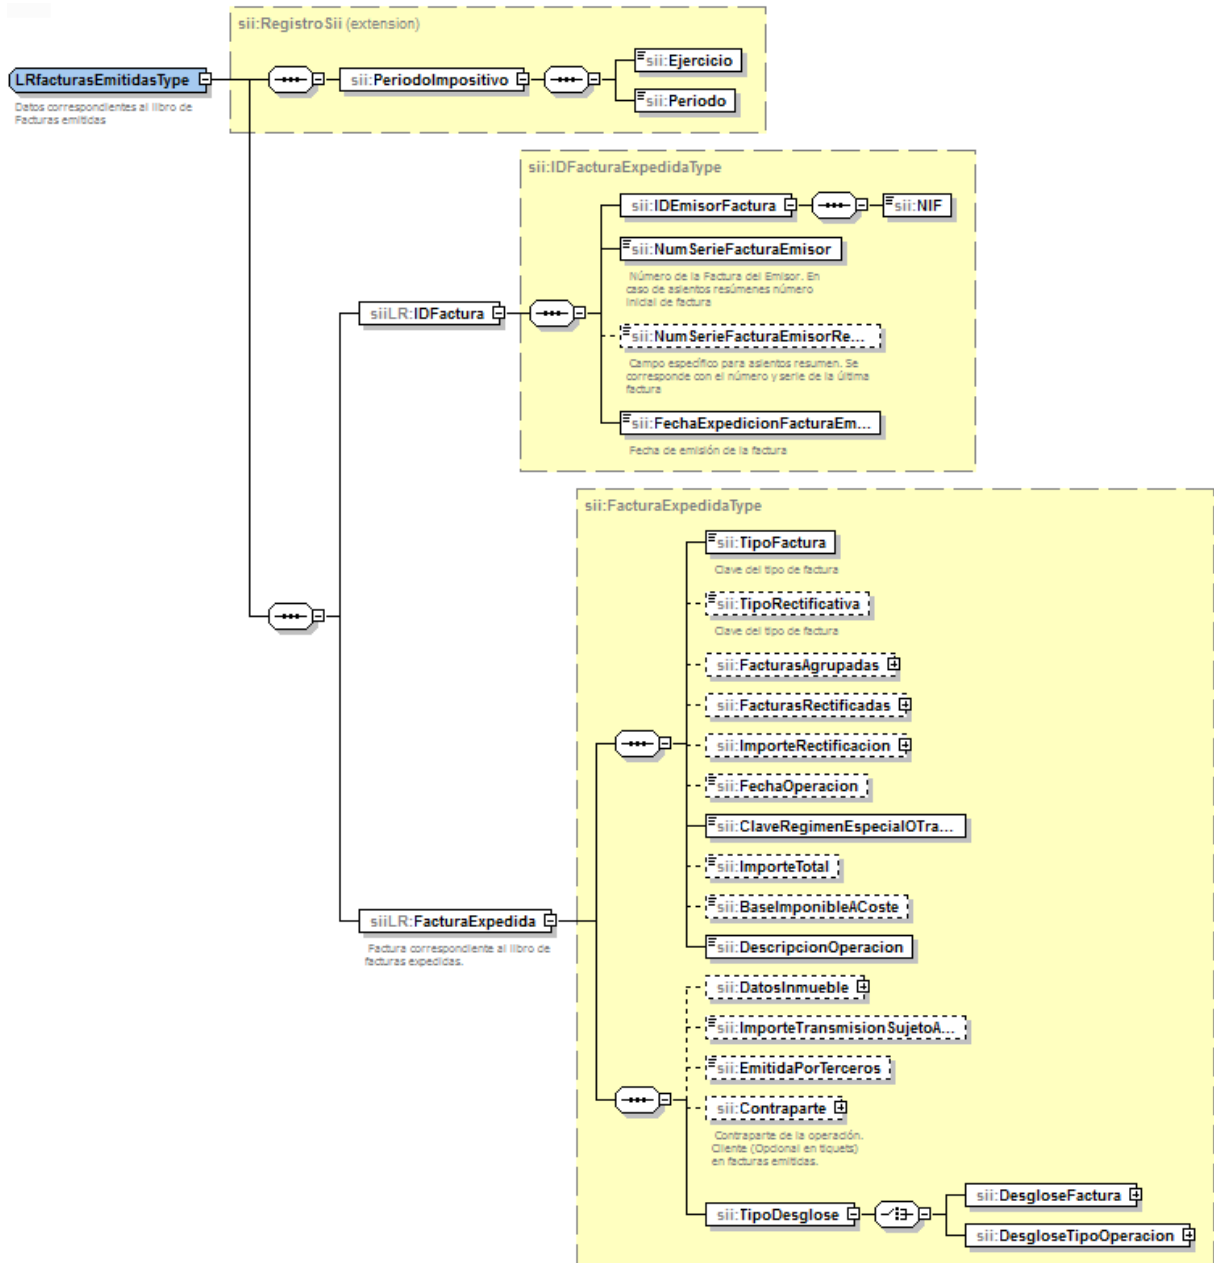 sii:RegistroSii (extension)
LRfacturasEmitidasType
Datos correspondientes al libro de
Facturas emitidas
sii:PeriodoImpositivo
sii:Ejercicio
sii:Periodo
sii:IDFacturaExpedidaType
sii:IDEmisorFactura
sii:NIF
sii:NumSerieFacturaEmisor
Número de la Factura del Emisor. En
caso de asientos resúmenes número
inicial de factura
siiLR:IDFactura
sii:NumSerieFacturaEmisorRe...
Campo específico para asientos resumen. Se
corresponde con el número y serie de la última
factura
sii:FechaExpedicionFacturaEm...
Fecha de emisión de la factura
sii:FacturaExpedidaType
sii:TipoFactura
Clave del tipo de factura
sii:TipoRectificativa
Clave del tipo de factura
sii:FacturasAgrupadas
sii:FacturasRectificadas
sii:ImporteRectificacion
sii:FechaOperacion
sii:ClaveRegimenEspecialOTra...
sii:ImporteTotal
sii:BaseImponibleACoste
siiLR:FacturaExpedida
Factura correspondiente al libro de
facturas expedidas.
sii:DescripcionOperacion
sii:DatosInmueble
sii:ImporteTransmisionSujetoA...
sii:EmitidaPorTerceros
sii:Contraparte
Contraparte de la operación.
Cliente (Opcional en tiquets)
en facturas emitidas.
sii:TipoDesglose
sii:DesgloseFactura
sii:DesgloseTipoOperacion